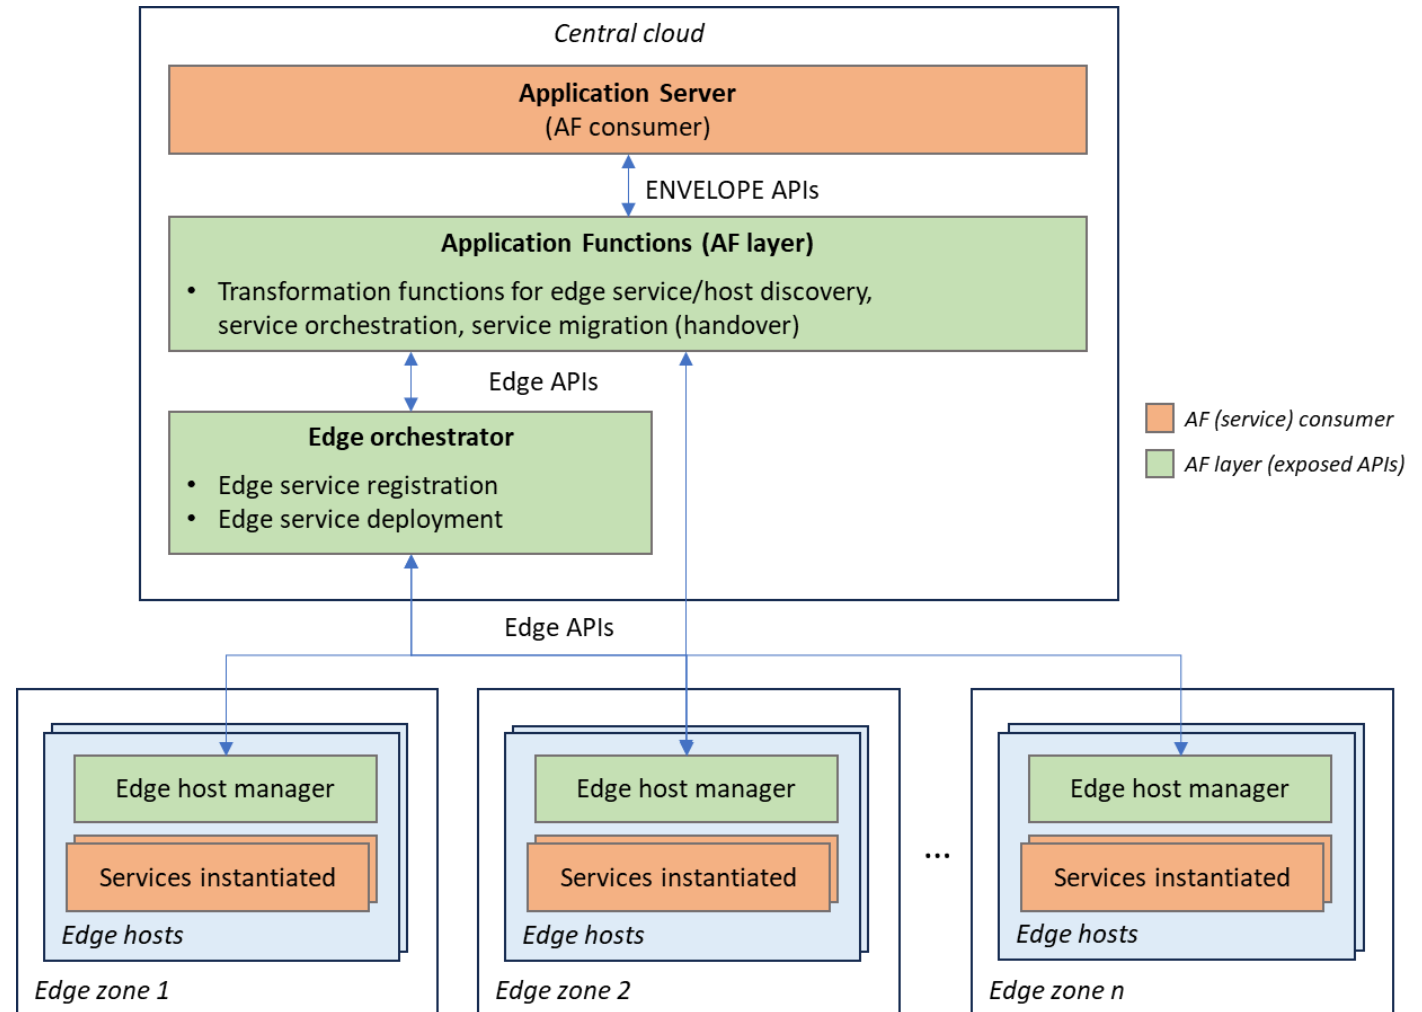 Central cloud
Application Server
(AF consumer)
ENVELOPE APIs
Application Functions (AF layer)
• Transformation functions for edge service/host discovery,
service orchestration, service migration (handover)
Edge APIs
Edge orchestrator
• Edge service registration
• Edge service deployment
AF (service) consumer
AF layer (exposed APIs)
Edge APIs
Edge host manager
Services instantiated
Edge hosts
Edge zone 1
Edge host manager
Services instantiated
Edge hosts
Edge zone 2
...
Edge host manager
Services instantiated
Edge hosts
Edge zone n